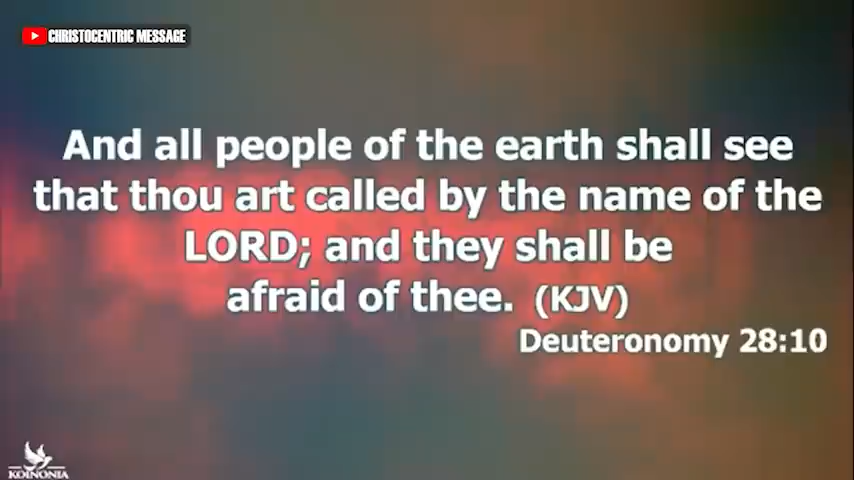 CHRISTOCENTRIC MESSAGE
And all people of the earth shall see
that thou art called by the name of the
LORD; and they shall be
afraid of thee. (KJV)
Deuteronomy 28:10
KOINONIA